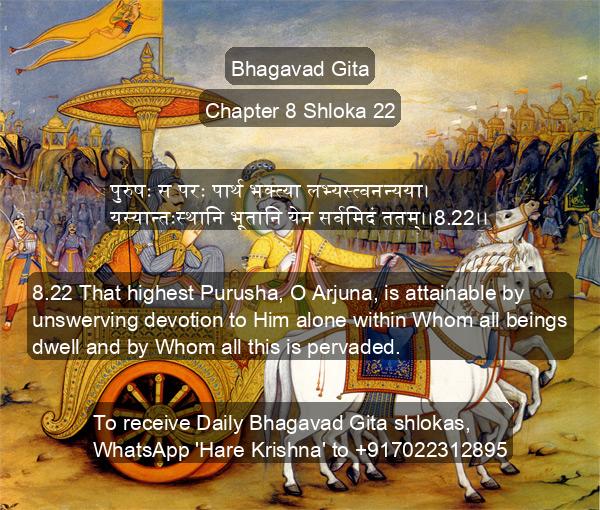 Bhagavad Gita
Chapter 8 Shloka 22
पुरुषः स परः पार्थ भक्त्या लभ्यस्त्वनन्यया।
यस्यान्तःस्थानि भूतानि येन सर्वमिदं ततम्।।8.22।।
8.22 That highest Purusha, O Arjuna, is attainable by
unswerving devotion to Him alone within Whom all beings
dwell and by Whom all this is pervaded.
To receive Daily Bhagavad Gita shlokas,
WhatsApp 'Hare Krishna' to +917022312895